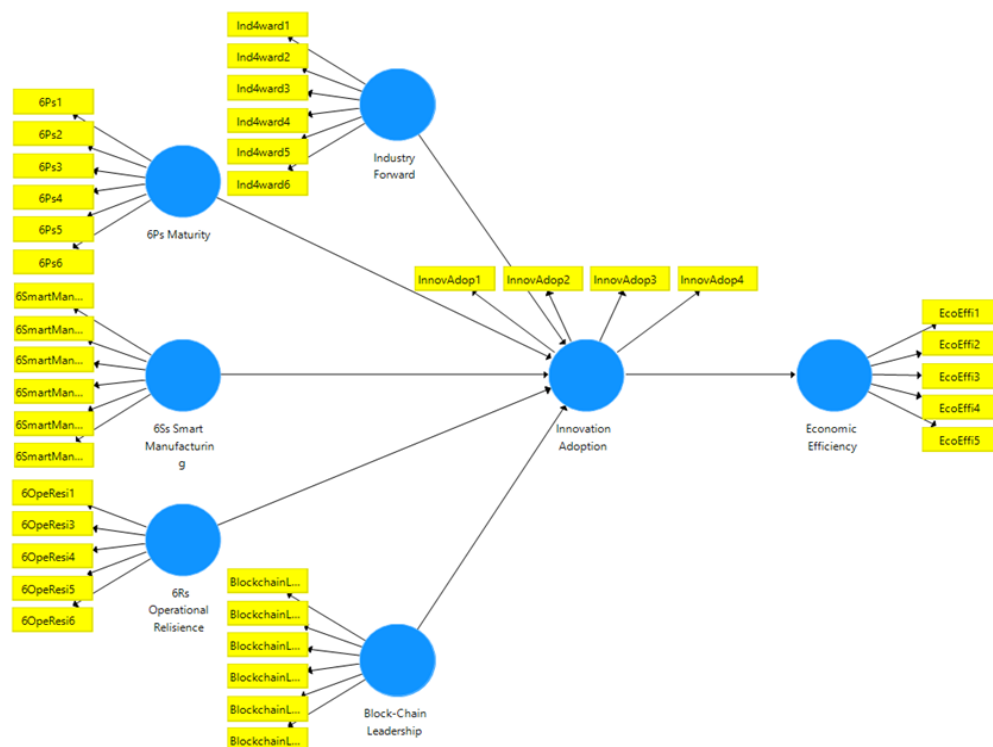 Ind4ward1
Ind4ward2
Ind4ward3
Ind4ward4
Ind4ward5
Ind4ward6
Industry
Forward
6Ps1
6Ps2
6Ps3
6Ps4
6Ps5
6Ps6
6Ps Maturity
6SmartMan...
6SmartMan...
6SmartMan...
6SmartMan...
6SmartMan...
6SmartMan...
6Ss Smart
Manufacturin
g
6OpeResi1
6OpeResi3
6OpeResi4
6OpeResi5
6OpeResi6
6Rs
Operational
Relisience
BlockchainL...
BlockchainL...
BlockchainL...
BlockchainL...
BlockchainL...
BlockchainL...
Block-Chain
Leadership
InnovAdop1
InnovAdop2
InnovAdop3
InnovAdop4
Innovation
Adoption
Economic
Efficiency
EcoEffi1
EcoEffi2
EcoEffi3
EcoEffi4
EcoEffi5